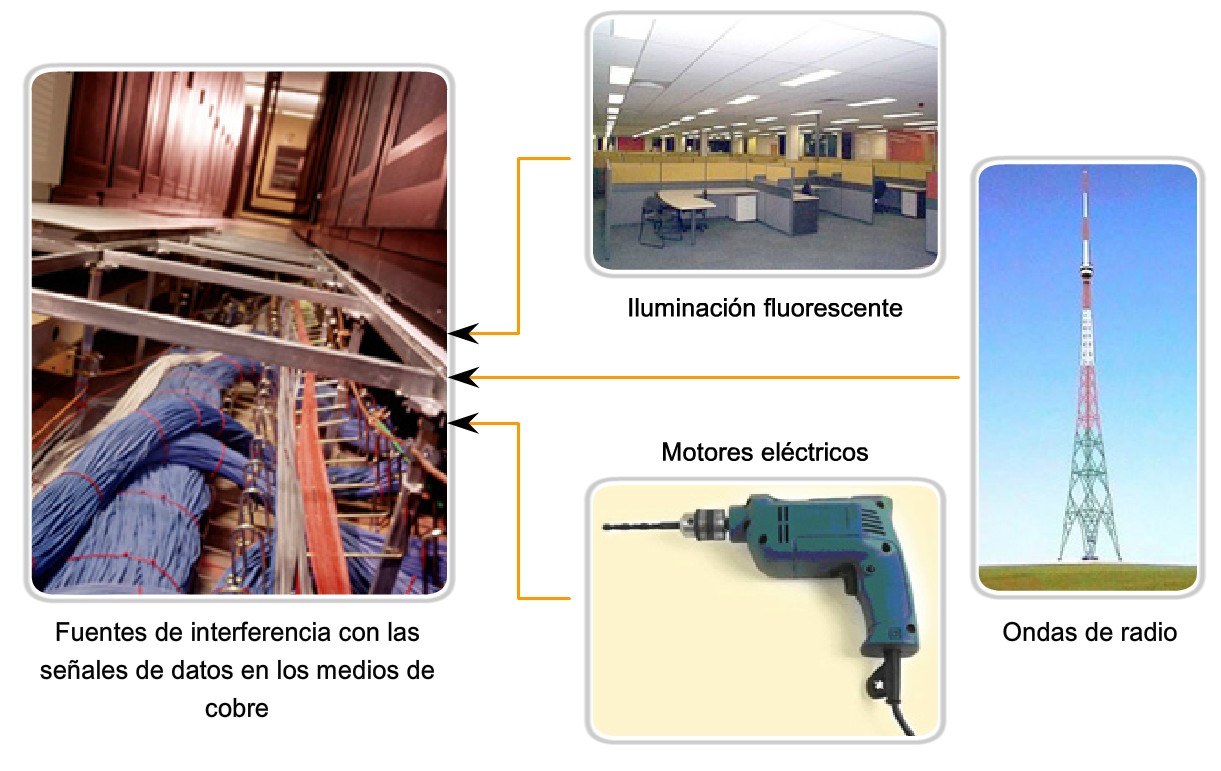 Iluminación fluorescente
Motores eléctricos
Fuentes de interferencia con las
señales de datos en los medios de
cobre
Ondas de radio